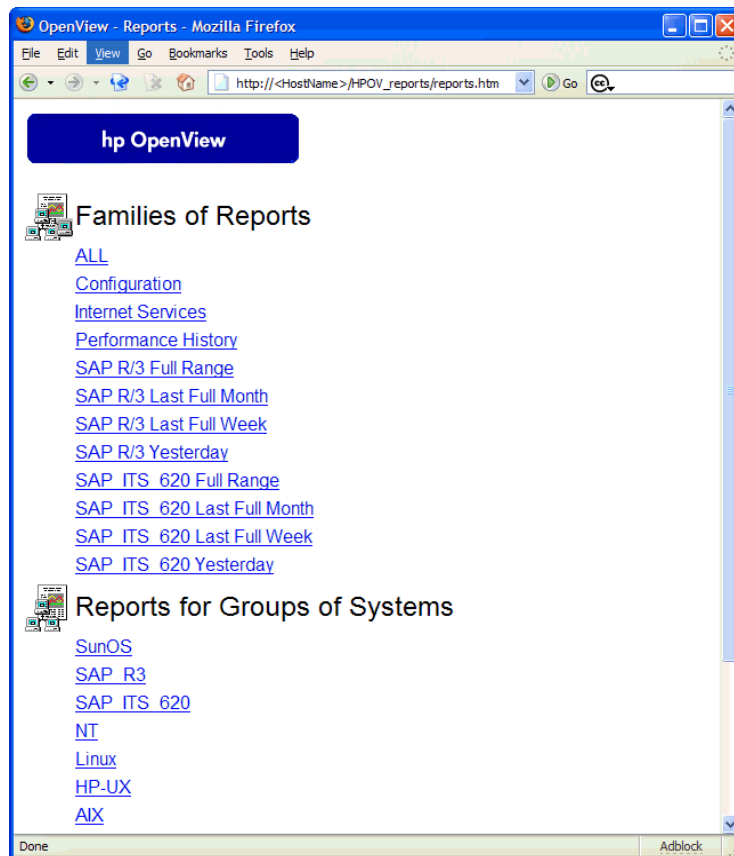 OpenView - Reports - Mozilla Firefox
File Edit View Go Bookmarks Tools Help
http://<HostName>/HPOV_reports/reports.htm Go cc
hp OpenView
Families of Reports
ALL
Configuration
Internet Services
Performance History
SAP R/3 Full Range
SAP R/3 Last Full Month
SAP R/3 Last Full Week
SAP R/3 Yesterday
SAP_ITS_620 Full Range
SAP_ITS_620 Last Full Month
SAP_ITS_620 Last Full Week
SAP_ITS_620 Yesterday
Reports for Groups of Systems
SunOS
SAP_R3
SAP_ITS_620
NT
Linux
HP-UX
AIX
Done Adblock